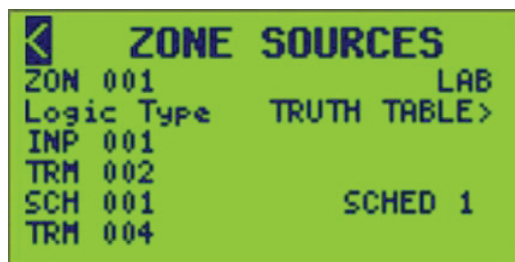 < ZONE SOURCES
ZON 001 LAB
Logic Type TRUTH TABLE>
INP 001
TRM 002
SCH 001 SCHED 1
TRM 004